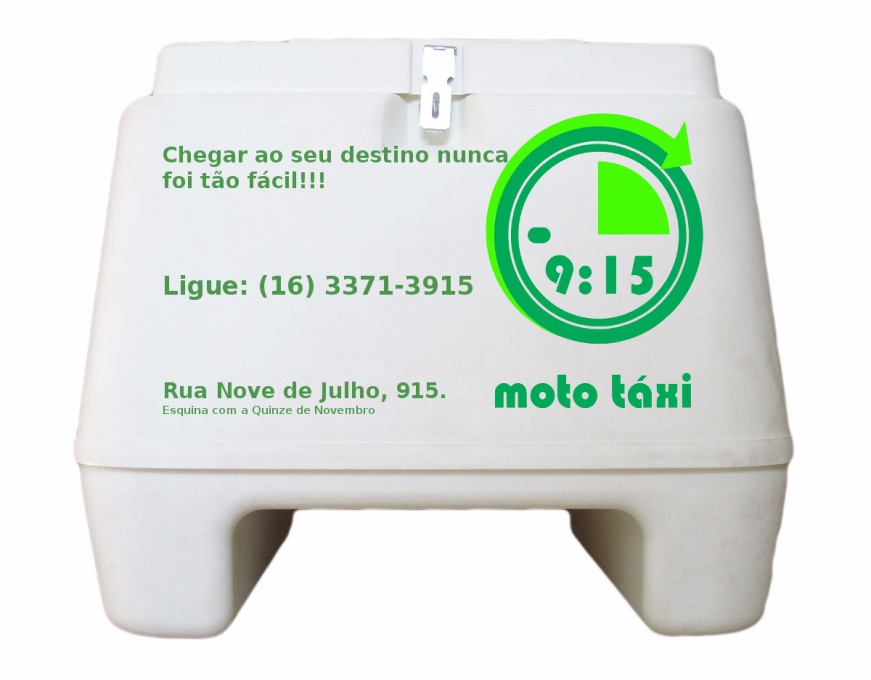 Chegar ao seu destino nunca
foi tão fácil!!!
9:15
Ligue: (16) 3371-3915
Rua Nove de Julho, 915.
Esquina com a Quinze de Novembro
moto táxi